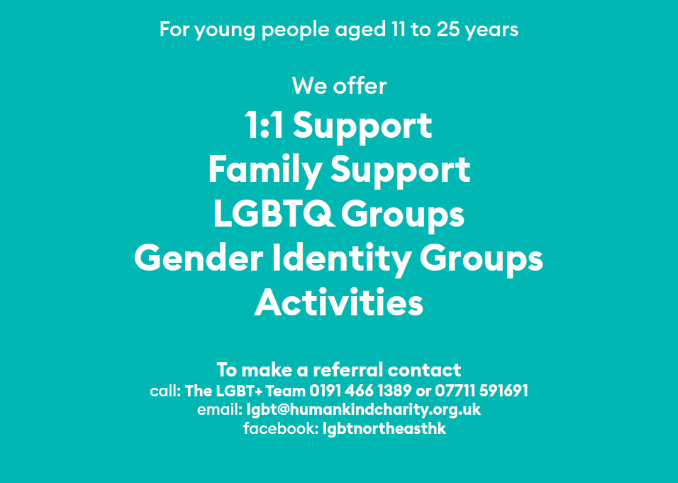 For young people aged 11 to 25 years
We offer
1:1 Support
Family Support
LGBTQ Groups
Gender Identity Groups
Activities
To make a referral contact
call: The LGBT+ Team 0191 466 1389 or 07711 591691
email: lgbt@humankindcharity.org.uk
facebook: lgbtnortheasthk